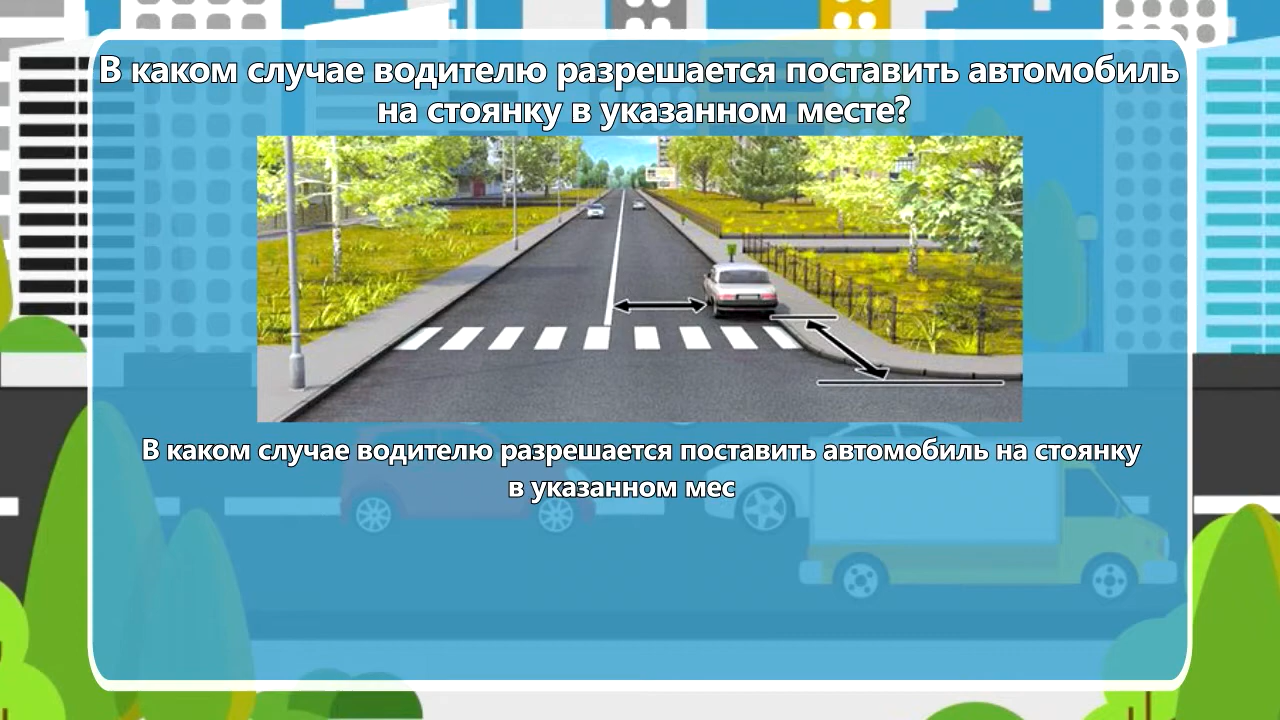 В каком случае водителю разрешается поставить автомобиль
на стоянку в указанном месте?
В каком случае водителю разрешается поставить автомобиль на стоянку
в указанном мес